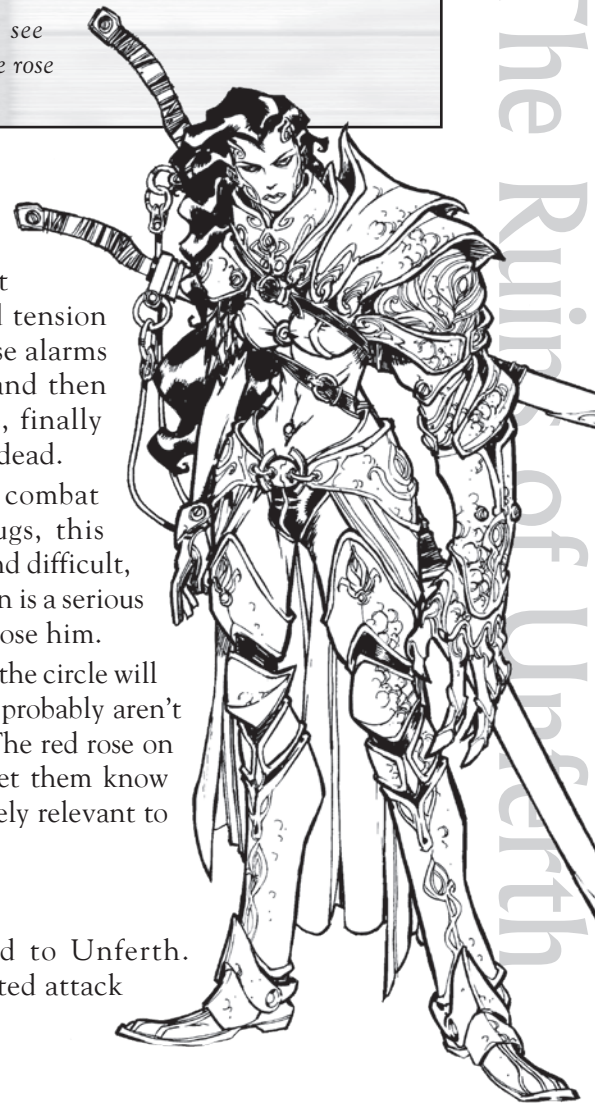 see
e rose
t
l tension
se alarms
and then
, finally
dead.
combat
ugs, this
nd difficult,
n is a serious
ose him.
the circle will
probably aren't
The red rose on
et them know
ely relevant to
d to Unferth.
ted attack
The Ruins of Unferth